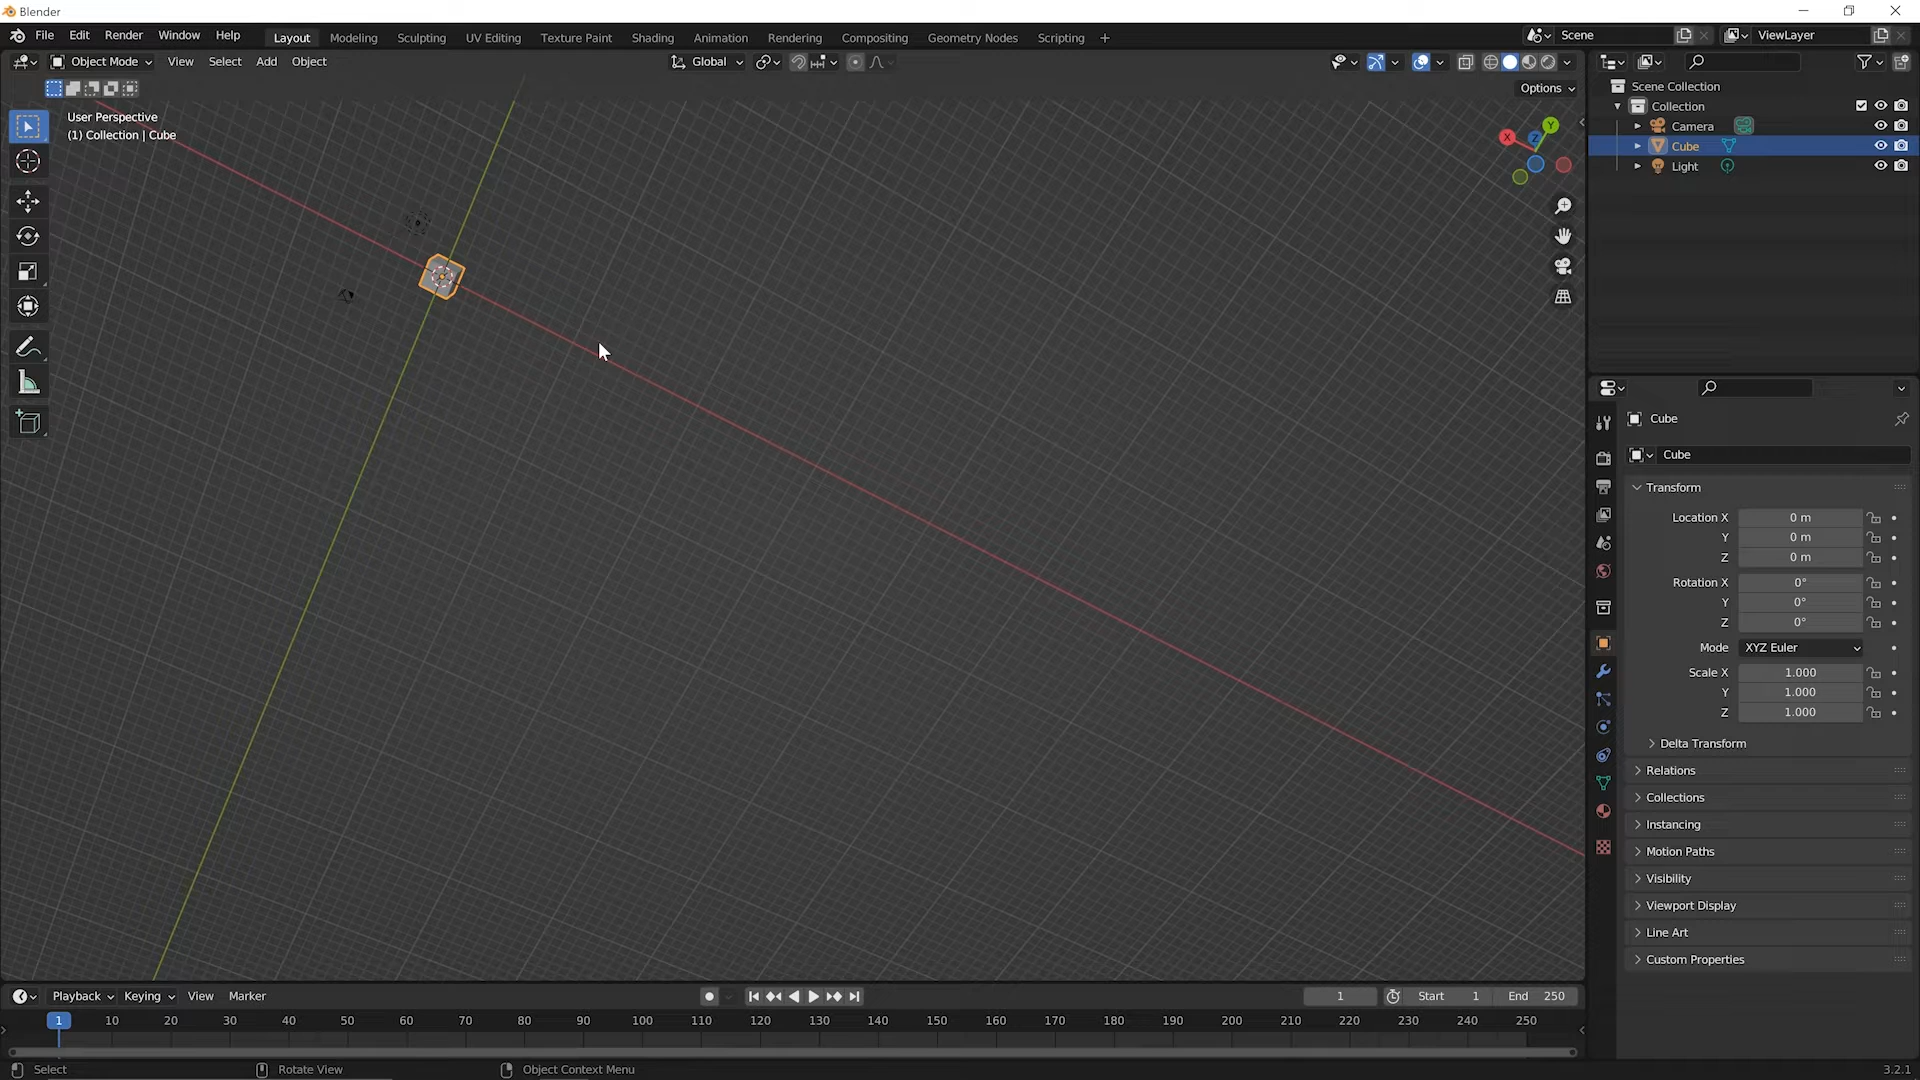 Blender
File Edit Render Window Help Layout Modeling Sculpting UV Editing Texture Paint Shading Animation Rendering Compositing Geometry Nodes Scripting + Scene ViewLayer
Object Mode View Select Add Object Global
Options
User Perspective
(1) Collection | Cube
X Y Z
Scene Collection
Collection
Camera
Cube
Light
Cube
Cube
Transform
Location X 0 m
Y 0 m
Z 0 m
Rotation X 0°
Y 0°
Z 0°
Mode XYZ Euler
Scale X 1.000
Y 1.000
Z 1.000
Delta Transform
Relations
Collections
Instancing
Motion Paths
Visibility
Viewport Display
Line Art
Custom Properties
Playback Keying View Marker 1 Start 1 End 250
1 10 20 30 40 50 60 70 80 90 100 110 120 130 140 150 160 170 180 190 200 210 220 230 240 250
Select Rotate View Object Context Menu 3.2.1